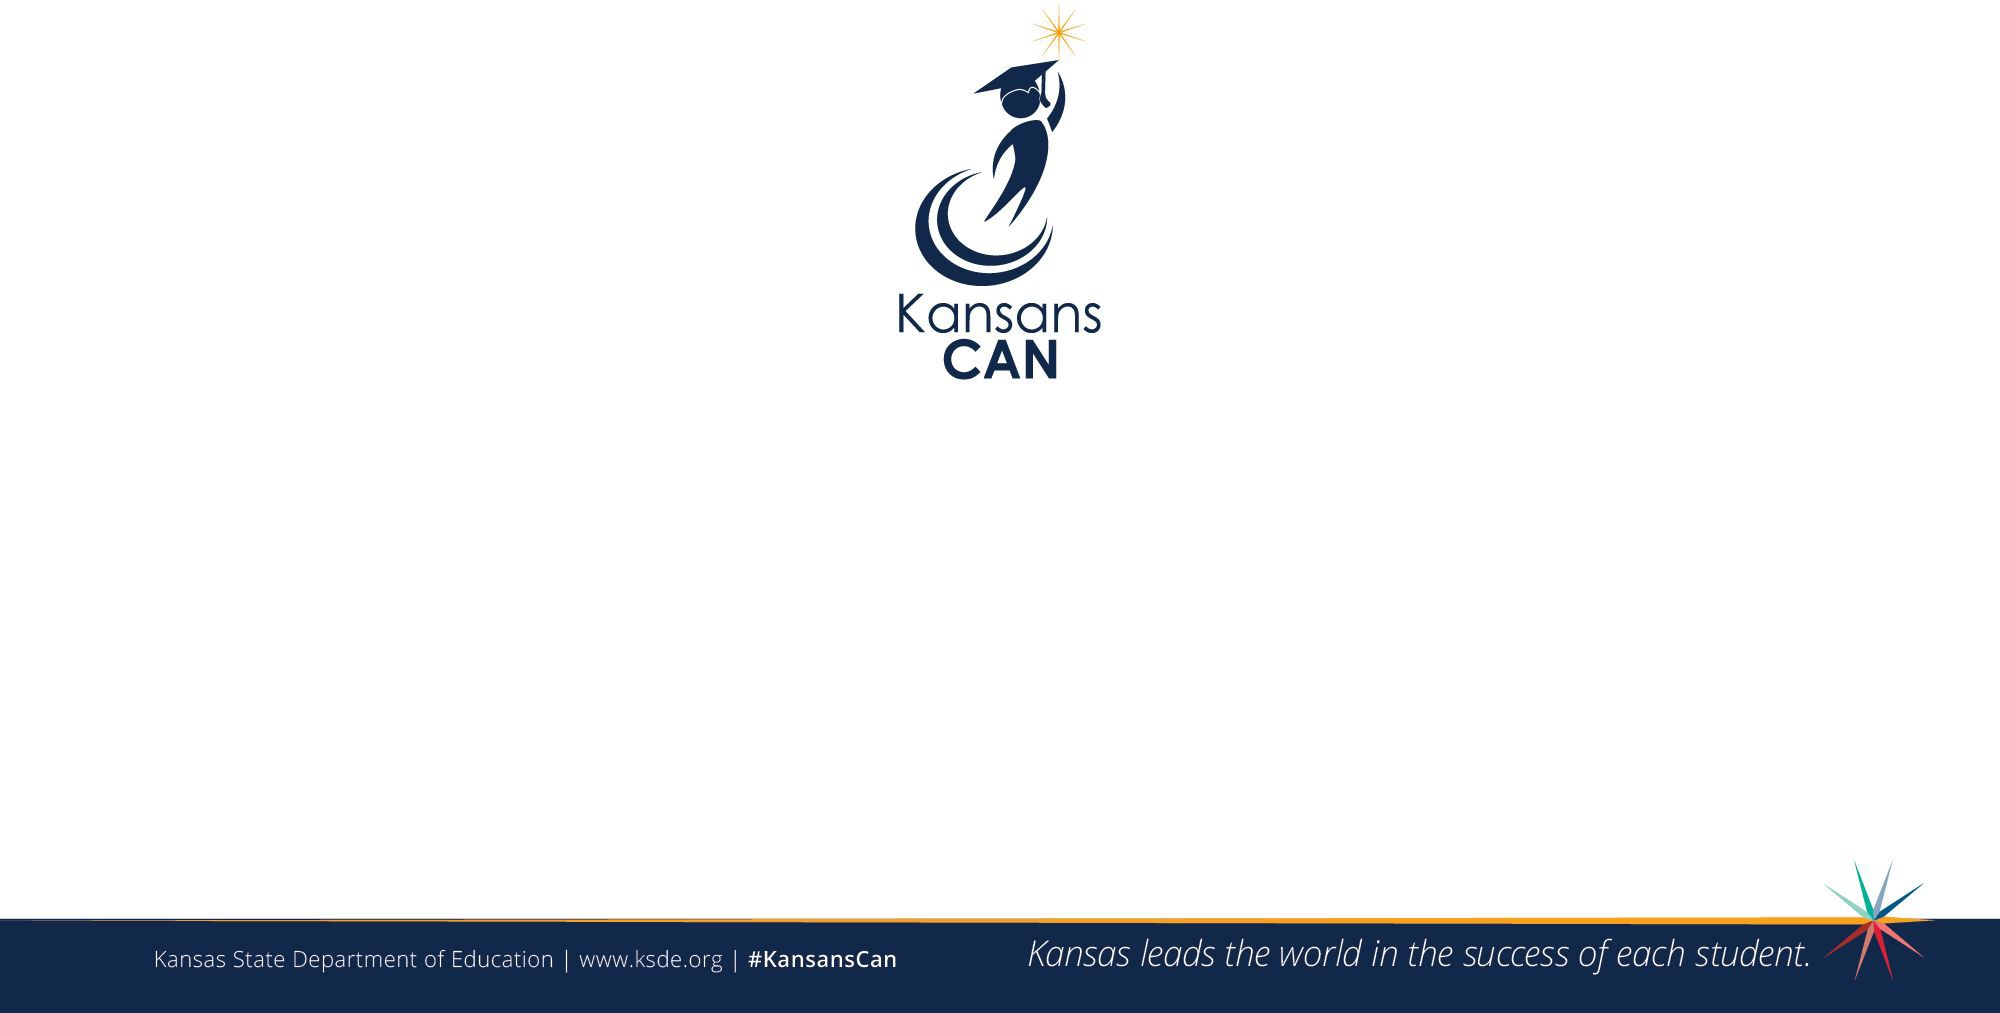 Kansans
CAN
Kansas State Department of Education | www.ksde.org | #KansansCan
Kansas leads the world in the success of each student.